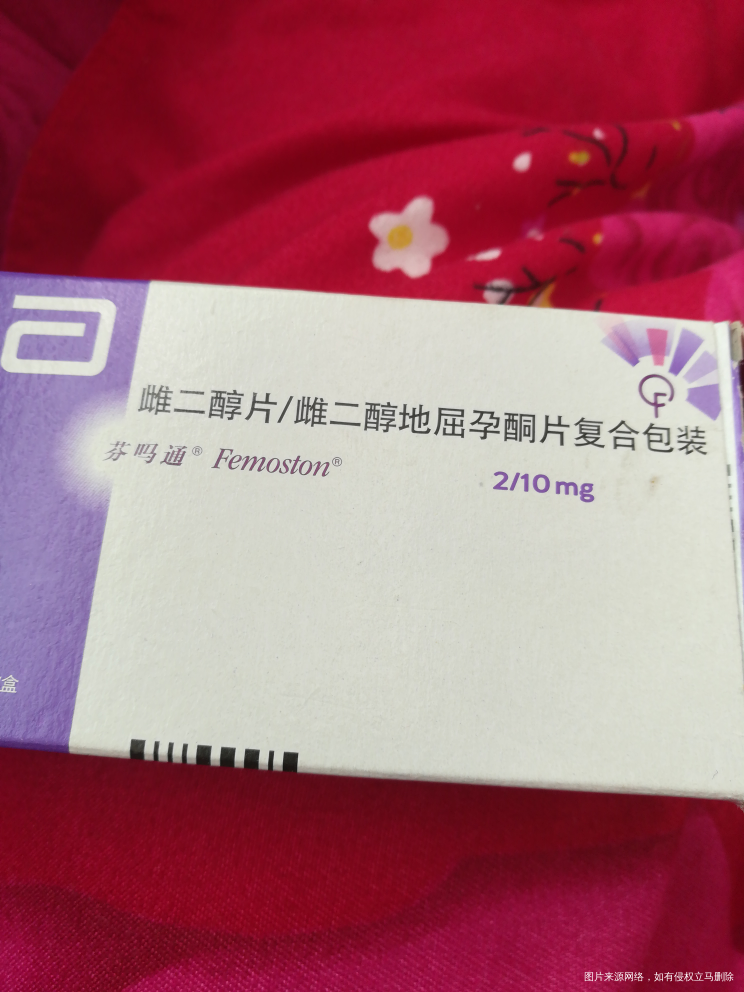 雌二醇片/雌二醇地屈孕酮片复合包装
芬吗通® Femoston®
2/10 mg
盒
图片来源网络，如有侵权立马删除